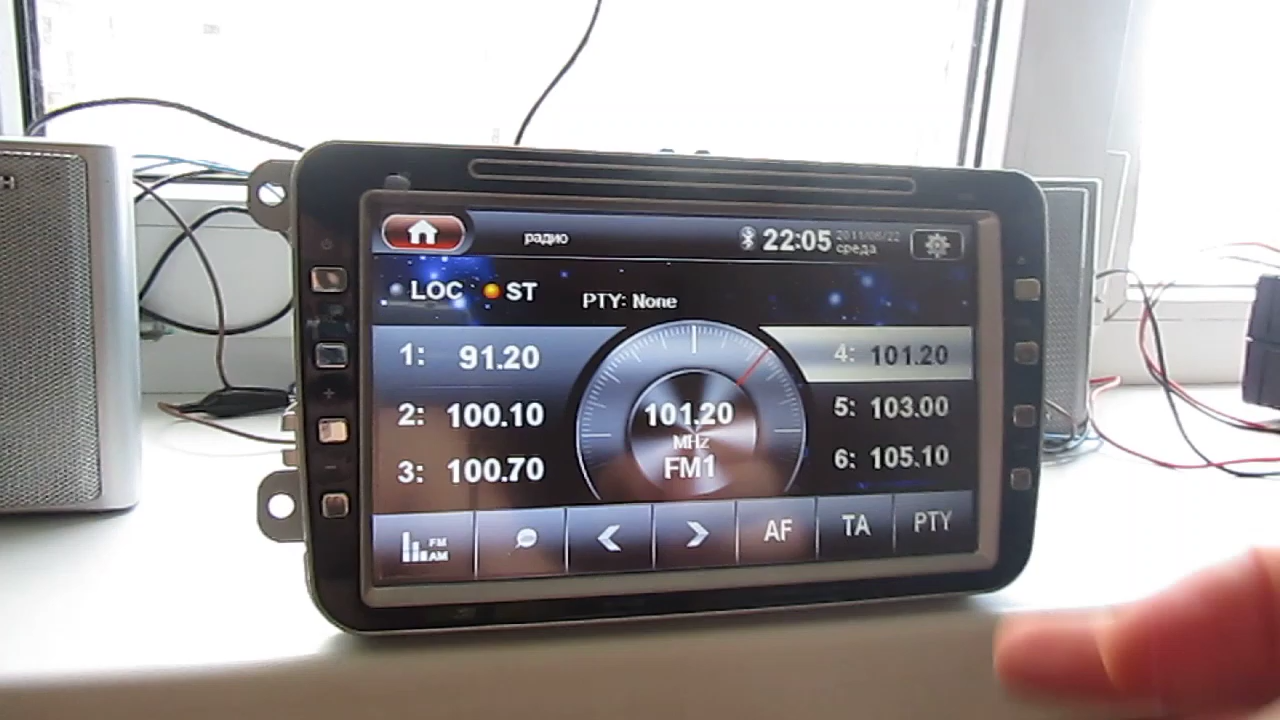 H
радио
22:05
2011/06/22
среда
LOC ST
PTY: None
1: 91.20
2: 100.10
3: 100.70
101.20
MHz
FM1
4: 101.20
5: 103.00
6: 105.10
FM
AM
AF
TA
PTY